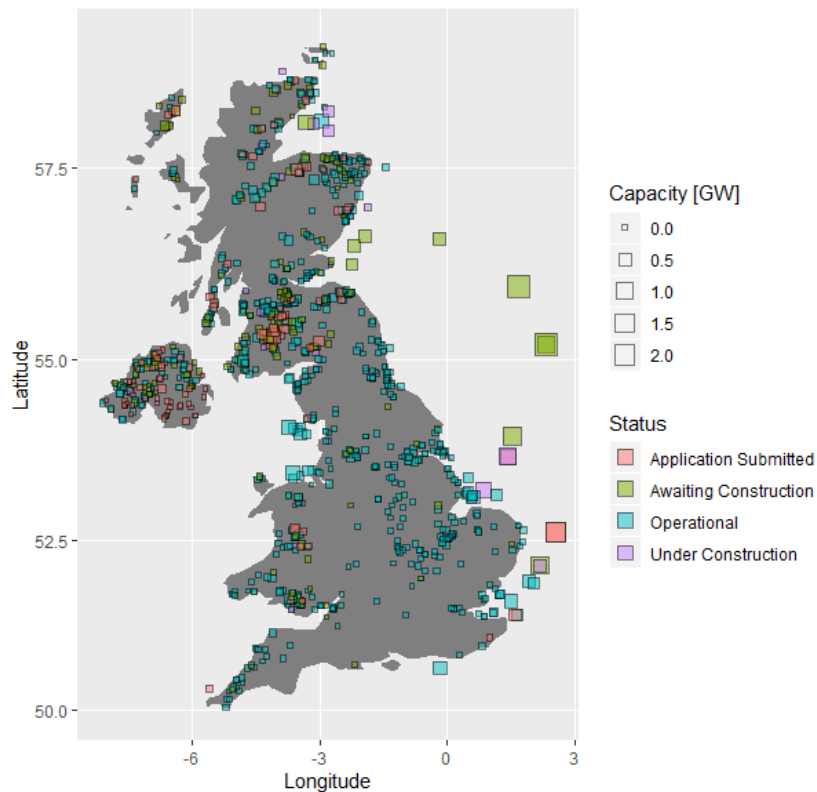 57.5
55.0
52.5
50.0
Latitude
-6
-3
0
3
Longitude
Capacity [GW]
0.0
0.5
1.0
1.5
2.0
Status
Application Submitted
Awaiting Construction
Operational
Under Construction